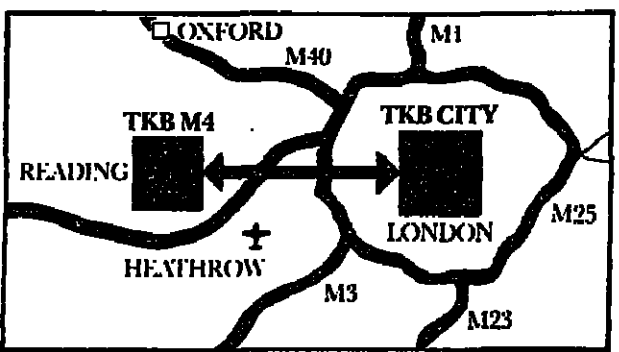 OXFORD
M1
M40
TKB M4
TKB CITY
READING
M25
LONDON
HEATHROW
M3
M23